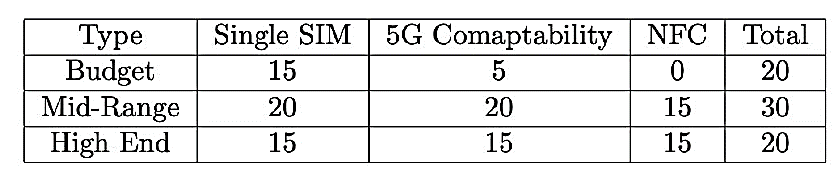 Type Single SIM 5G Comaptability NFC Total
Budget 15 5 0 20
Mid-Range 20 20 15 30
High End 15 15 15 20